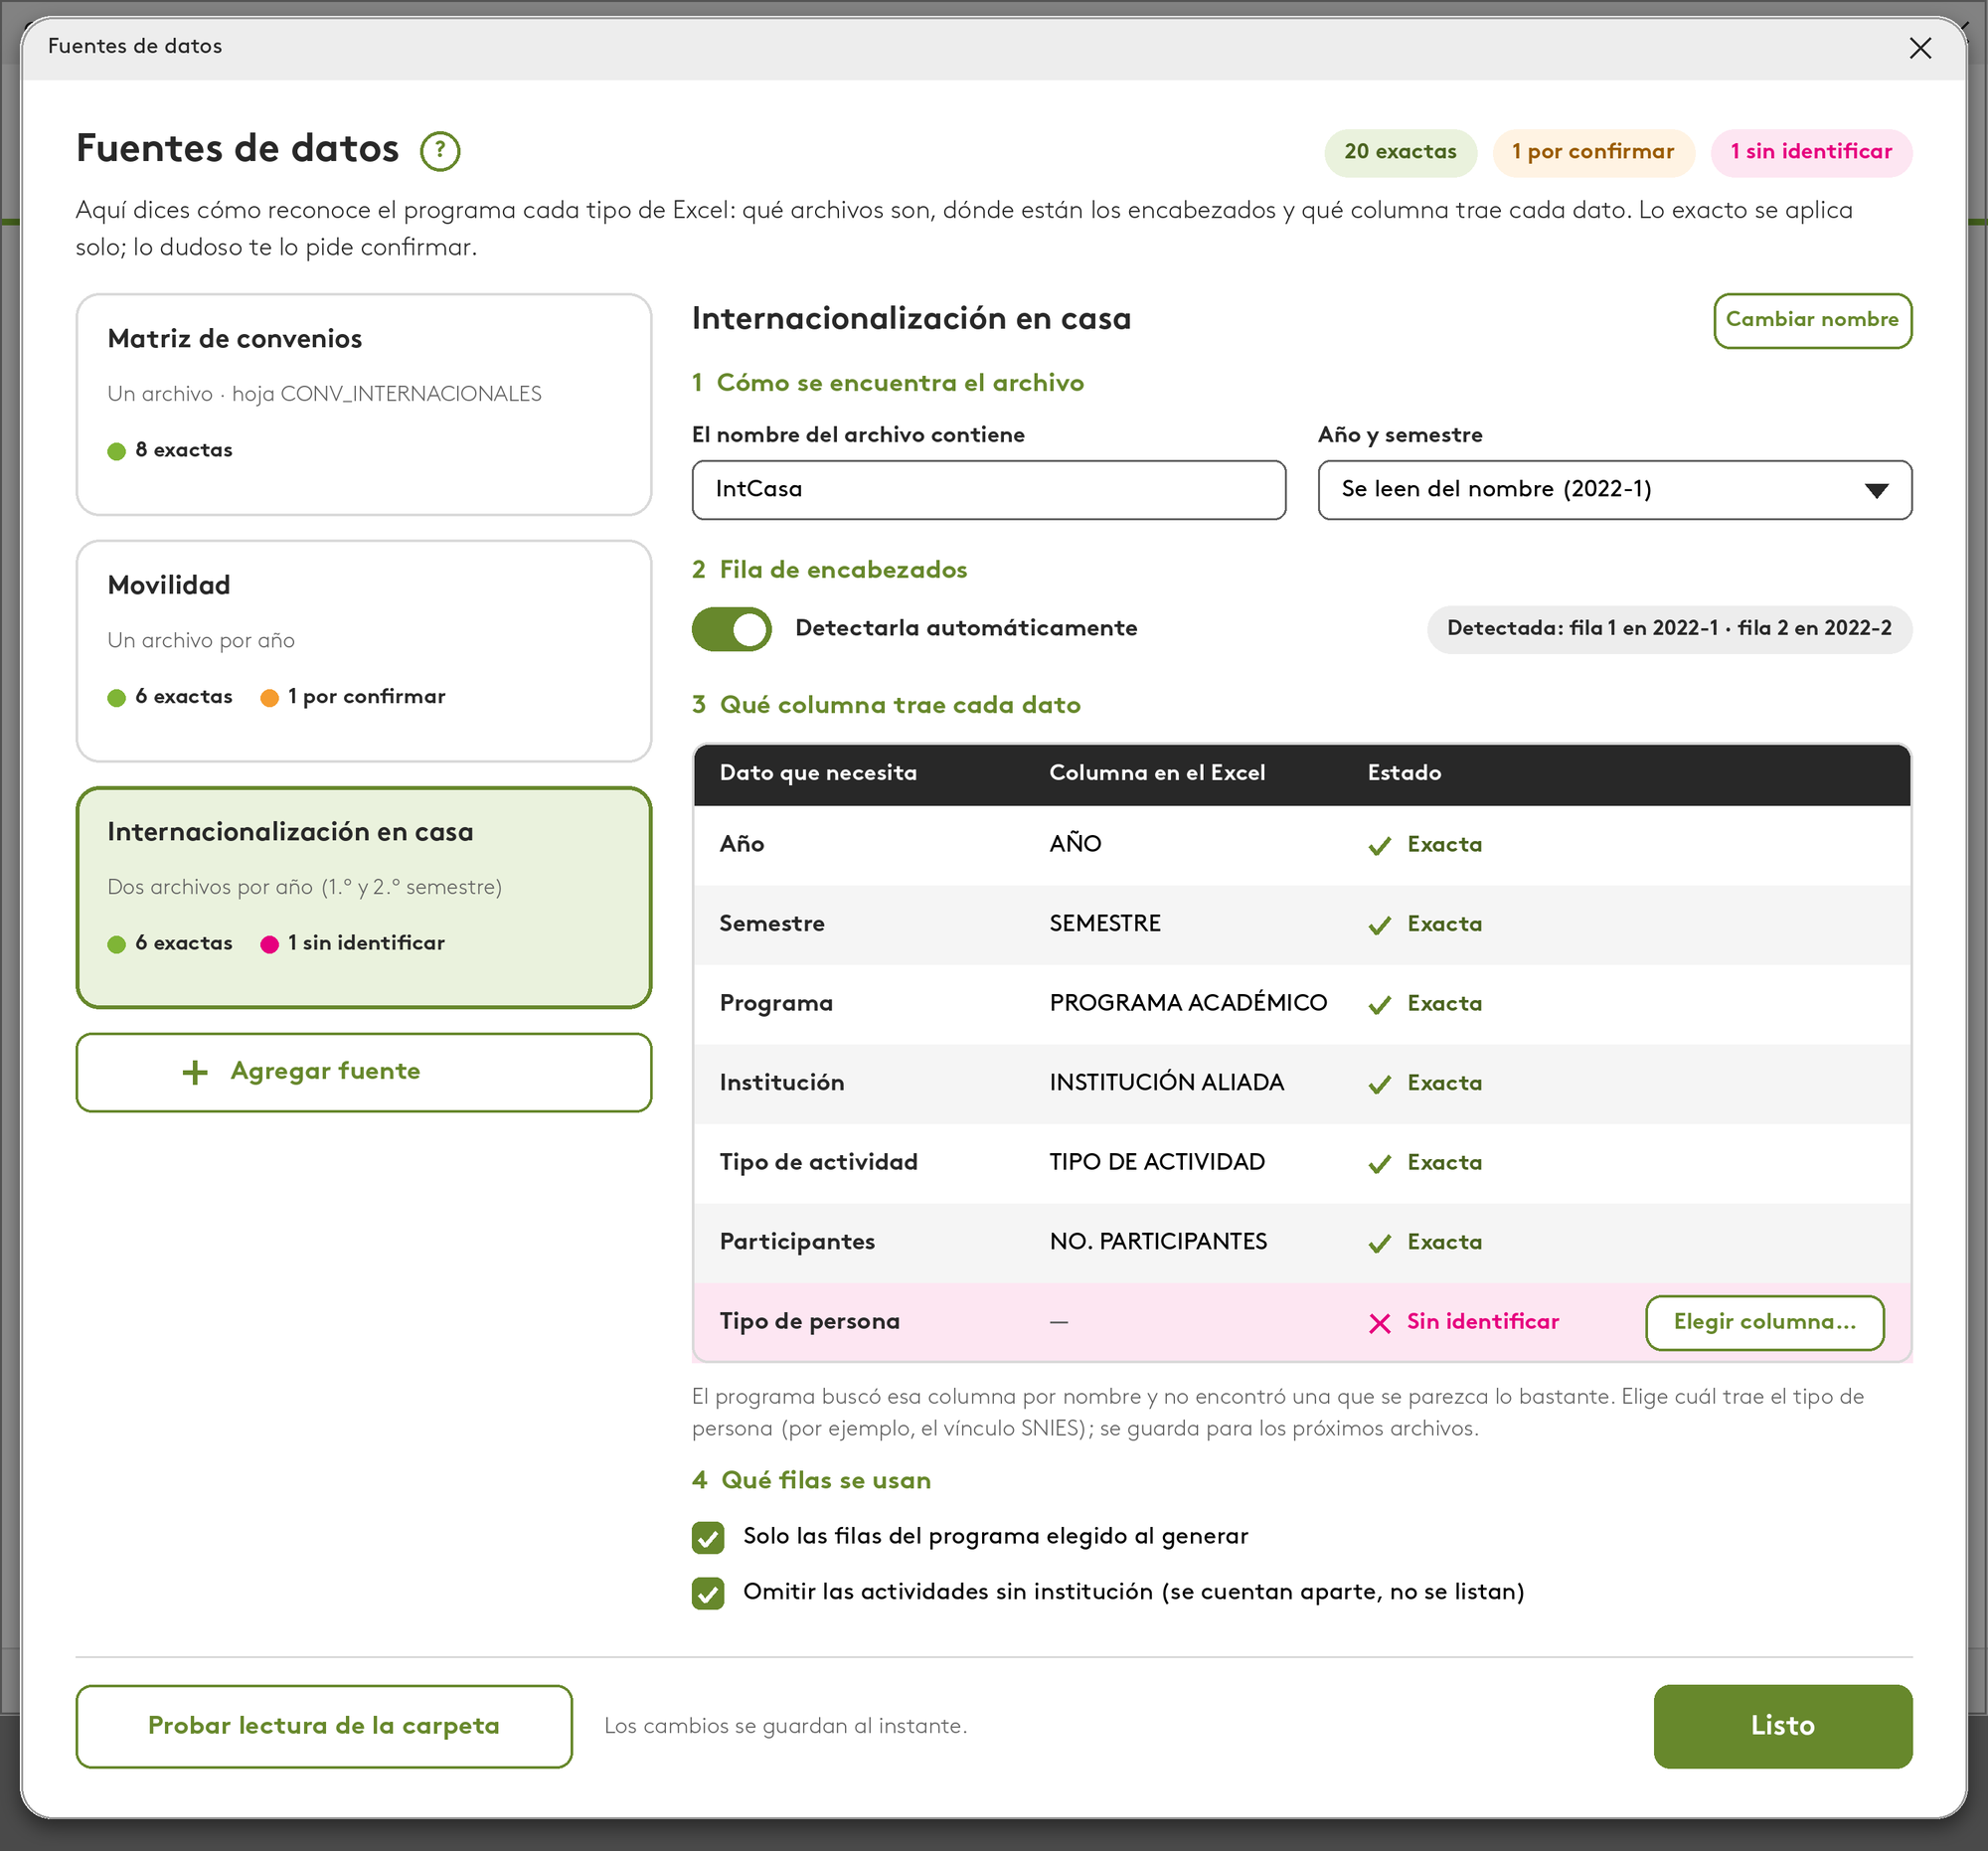 Fuentes de datos
Fuentes de datos ?
20 exactas
1 por confirmar
1 sin identificar
Aquí dices cómo reconoce el programa cada tipo de Excel: qué archivos son, dónde están los encabezados y qué columna trae cada dato. Lo exacto se aplica
solo; lo dudoso te lo pide confirmar.
Matriz de convenios
Un archivo · hoja CONV_INTERNACIONALES
8 exactas
Movilidad
Un archivo por año
6 exactas 1 por confirmar
Internacionalización en casa
Dos archivos por año (1.º y 2.º semestre)
6 exactas 1 sin identificar
+ Agregar fuente
Internacionalización en casa
Cambiar nombre
1 Cómo se encuentra el archivo
El nombre del archivo contiene
IntCasa
Año y semestre
Se leen del nombre (2022-1)
2 Fila de encabezados
Detectarla automáticamente
Detectada: fila 1 en 2022-1 · fila 2 en 2022-2
3 Qué columna trae cada dato
Dato que necesita Columna en el Excel Estado
Año AÑO Exacta
Semestre SEMESTRE Exacta
Programa PROGRAMA ACADÉMICO Exacta
Institución INSTITUCIÓN ALIADA Exacta
Tipo de actividad TIPO DE ACTIVIDAD Exacta
Participantes NO. PARTICIPANTES Exacta
Tipo de persona — Sin identificar Elegir columna...
El programa buscó esa columna por nombre y no encontró una que se parezca lo bastante. Elige cuál trae el tipo de
persona (por ejemplo, el vínculo SNIES); se guarda para los próximos archivos.
4 Qué filas se usan
Solo las filas del programa elegido al generar
Omitir las actividades sin institución (se cuentan aparte, no se listan)
Probar lectura de la carpeta
Los cambios se guardan al instante.
Listo